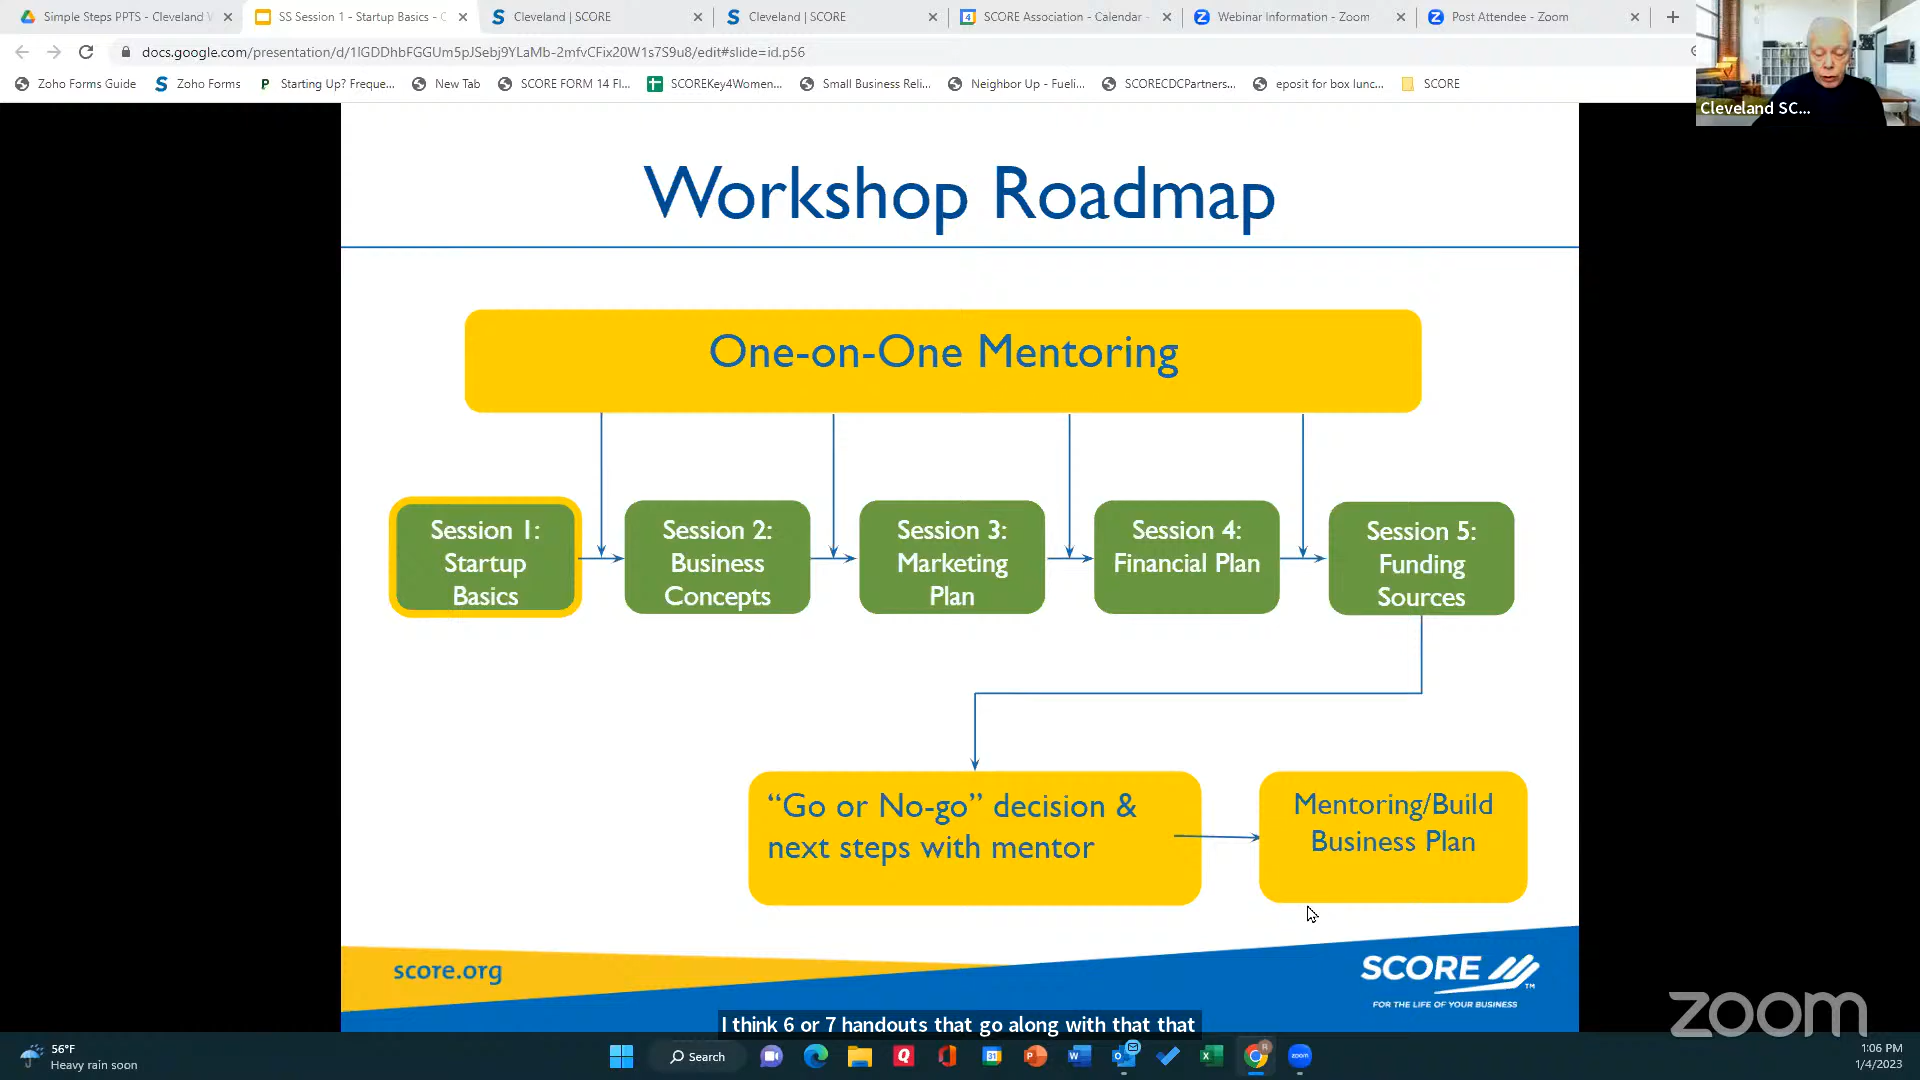 Simple Steps PPTS - Cleveland
SS Session 1 - Startup Basics -
Cleveland | SCORE
Cleveland | SCORE
SCORE Association - Calendar -
Webinar Information - Zoom
Post Attendee - Zoom
docs.google.com/presentation/d/1lGDDhbFGGUm5pJSebj9YLaMb-2mfvCFix20W1s7S9u8/edit#slide=id.p56
Zoho Forms Guide
Zoho Forms
Starting Up? Freque...
New Tab
SCORE FORM 14 Fl...
SCOREKey4Women...
Small Business Reli...
Neighbor Up - Fueli...
SCORECDCPartners...
eposit for box lunc...
SCORE
Cleveland SC...
Workshop Roadmap
One-on-One Mentoring
Session 1:
Startup
Basics
Session 2:
Business
Concepts
Session 3:
Marketing
Plan
Session 4:
Financial Plan
Session 5:
Funding
Sources
“Go or No-go” decision &
next steps with mentor
Mentoring/Build
Business Plan
score.org
SCORE
TM
FOR THE LIFE OF YOUR BUSINESS
I think 6 or 7 handouts that go along with that that
zoom
56°F
Heavy rain soon
Search
zoom
1:06 PM
1/4/2023